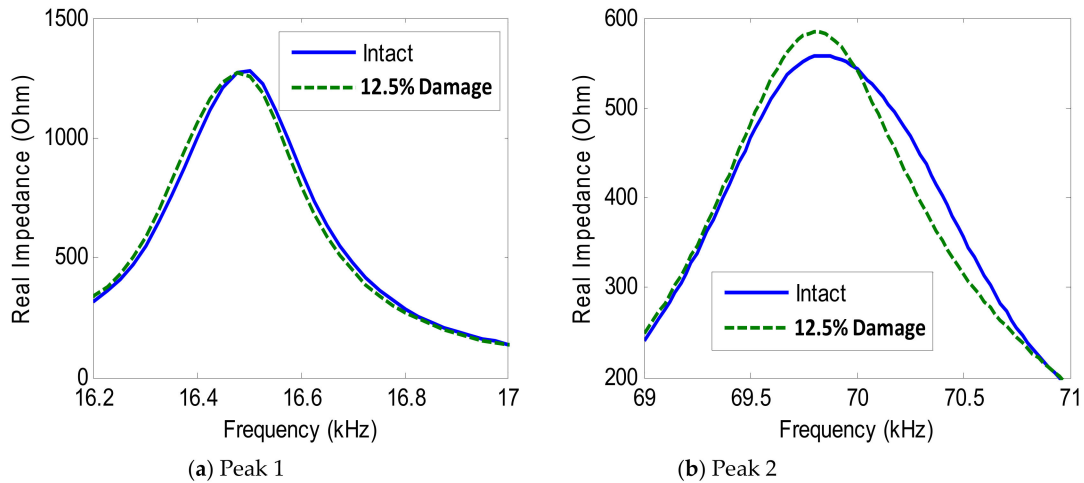 1500
1000
500
0
Real Impedance (Ohm)
Intact
12.5% Damage
16.2 16.4 16.6 16.8 17
Frequency (kHz)
(a) Peak 1
600
500
400
300
200
Real Impedance (Ohm)
Intact
12.5% Damage
69 69.5 70 70.5 71
Frequency (kHz)
(b) Peak 2